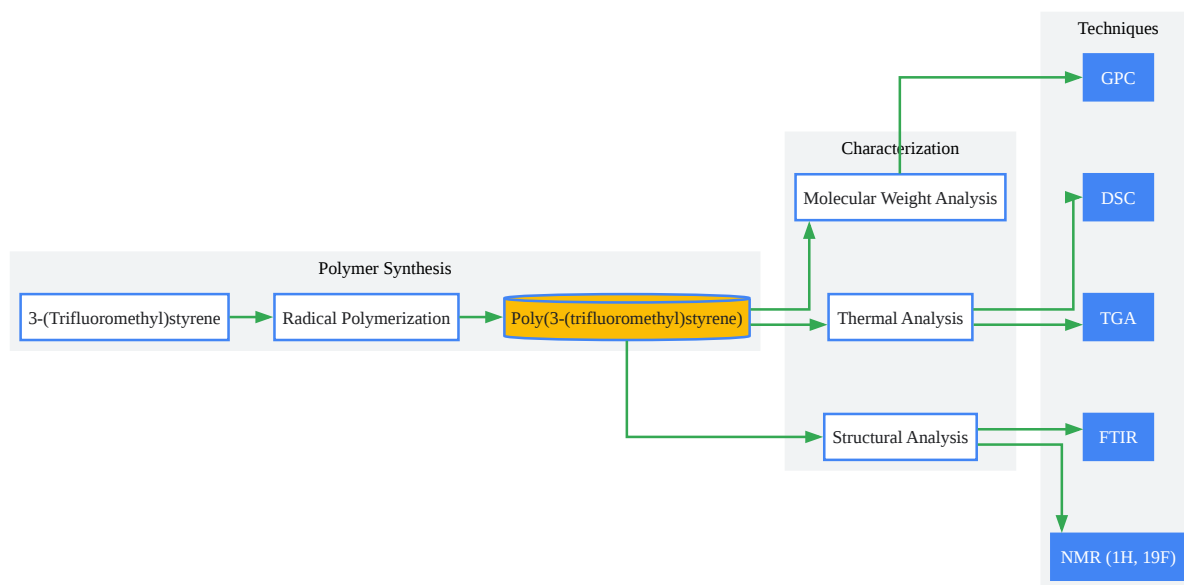 Techniques
GPC
Characterization
Molecular Weight Analysis
DSC
Polymer Synthesis
3-(Trifluoromethyl)styrene
Radical Polymerization
Poly(3-(trifluoromethyl)styrene)
Thermal Analysis
TGA
Structural Analysis
FTIR
NMR (1H, 19F)